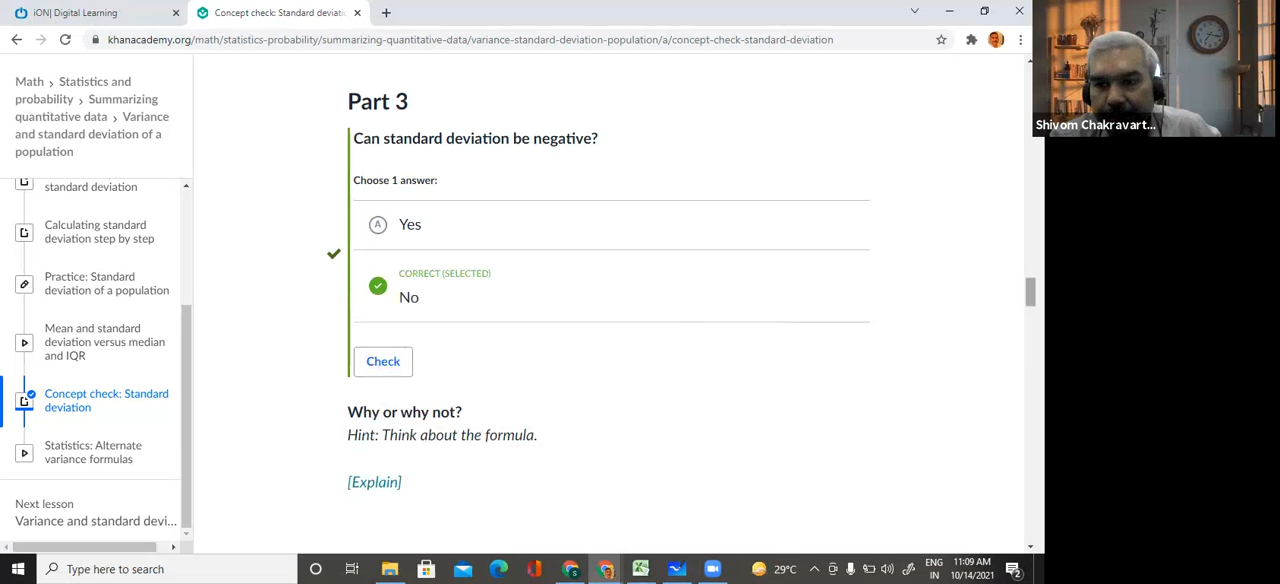 iON| Digital Learning
Concept check: Standard deviati
khanacademy.org/math/statistics-probability/summarizing-quantitative-data/variance-standard-deviation-population/a/concept-check-standard-deviation
Math > Statistics and
probability > Summarizing
quantitative data > Variance
and standard deviation of a
population
standard deviation
Calculating standard
deviation step by step
Practice: Standard
deviation of a population
Mean and standard
deviation versus median
and IQR
Concept check: Standard
deviation
Statistics: Alternate
variance formulas
Next lesson
Variance and standard devi...
Part 3
Can standard deviation be negative?
Choose 1 answer:
A Yes
CORRECT (SELECTED)
No
Check
Why or why not?
Hint: Think about the formula.
[Explain]
Shivom Chakravart...
Type here to search
29°C
ENG
IN
11:09 AM
10/14/2021
2